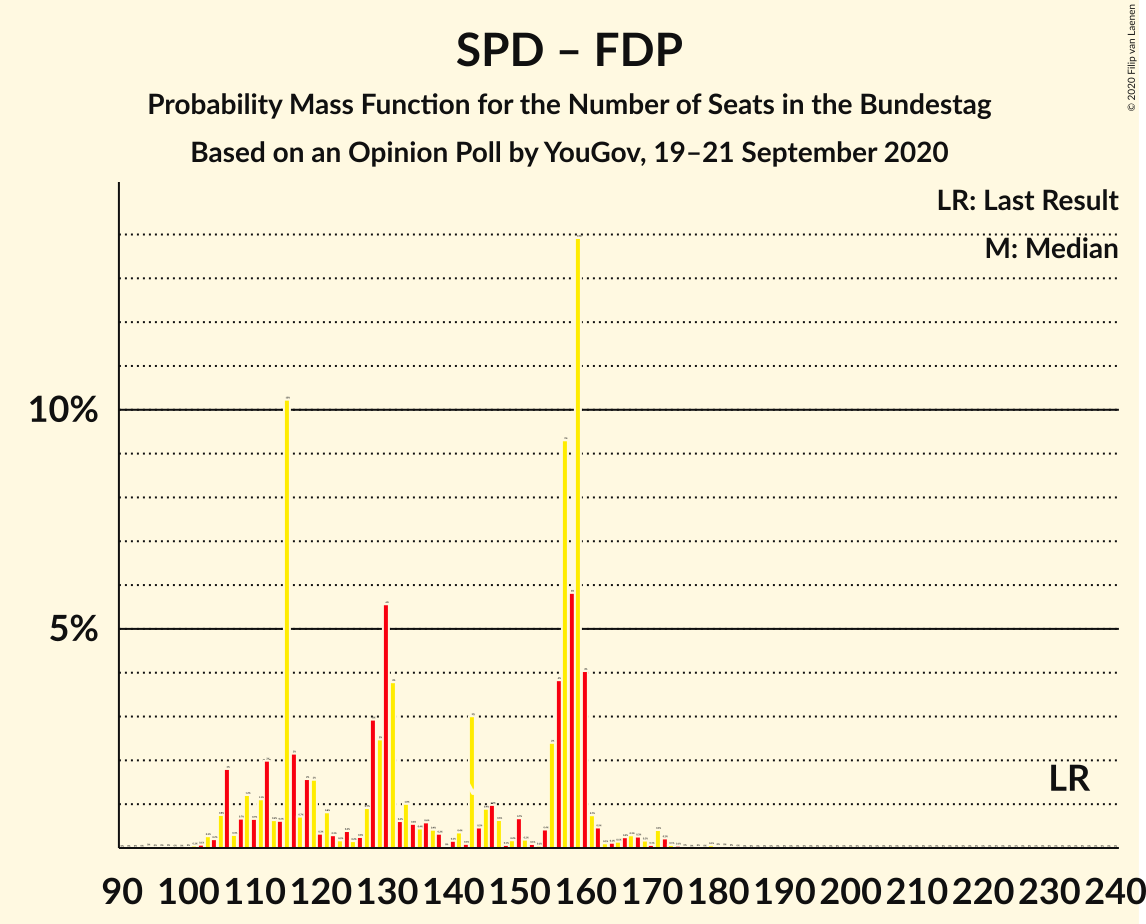 SPD – FDP
Probability Mass Function for the Number of Seats in the Bundestag
Based on an Opinion Poll by YouGov, 19–21 September 2020
© 2020 Filip van Laenen
LR: Last Result
M: Median
10%
5%
LR
90 100 110 120 130 140 150 160 170 180 190 200 210 220 230 240